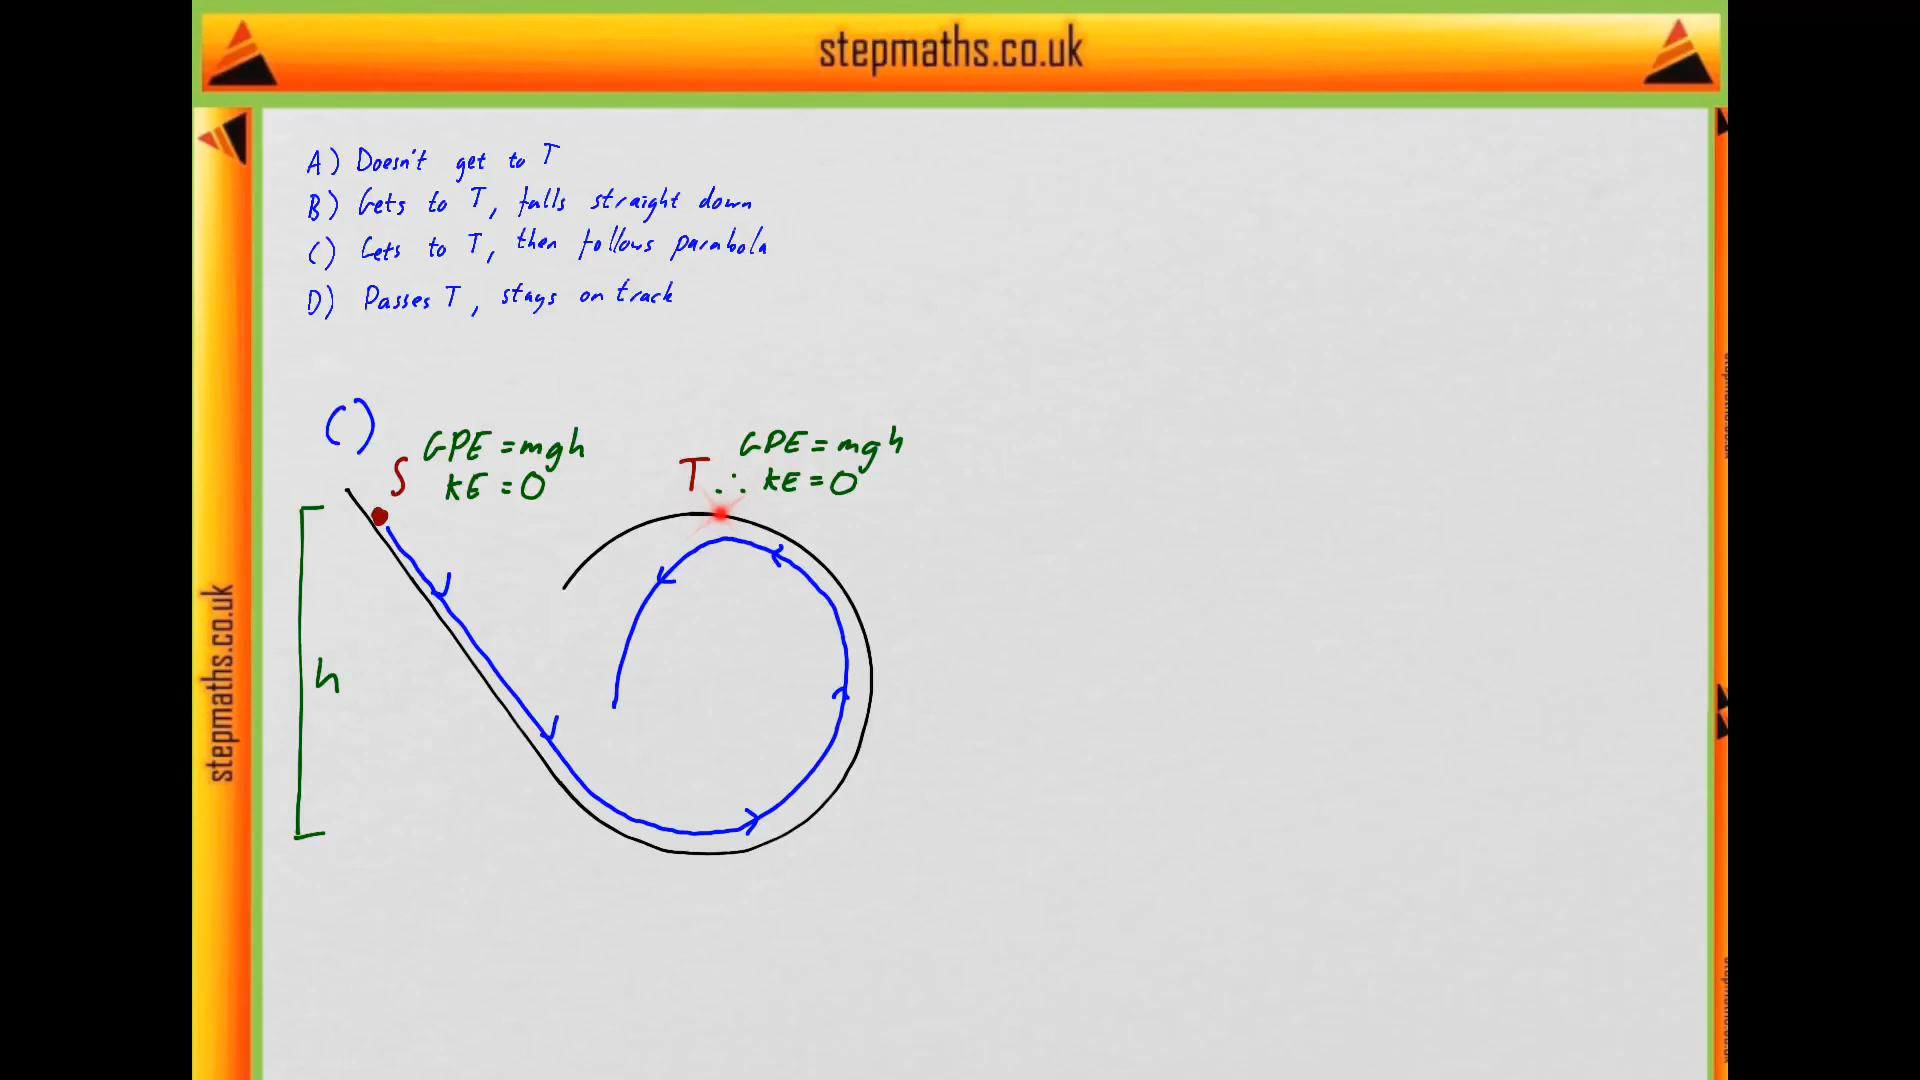 stepmaths.co.uk
A) Doesn't get to T
B) Gets to T, falls straight down
C) Gets to T, then follows parabola
D) Passes T, stays on track
C)
S GPE = mgh
KE = 0
T GPE = mgh
∴ KE = 0
h
stepmaths.co.uk